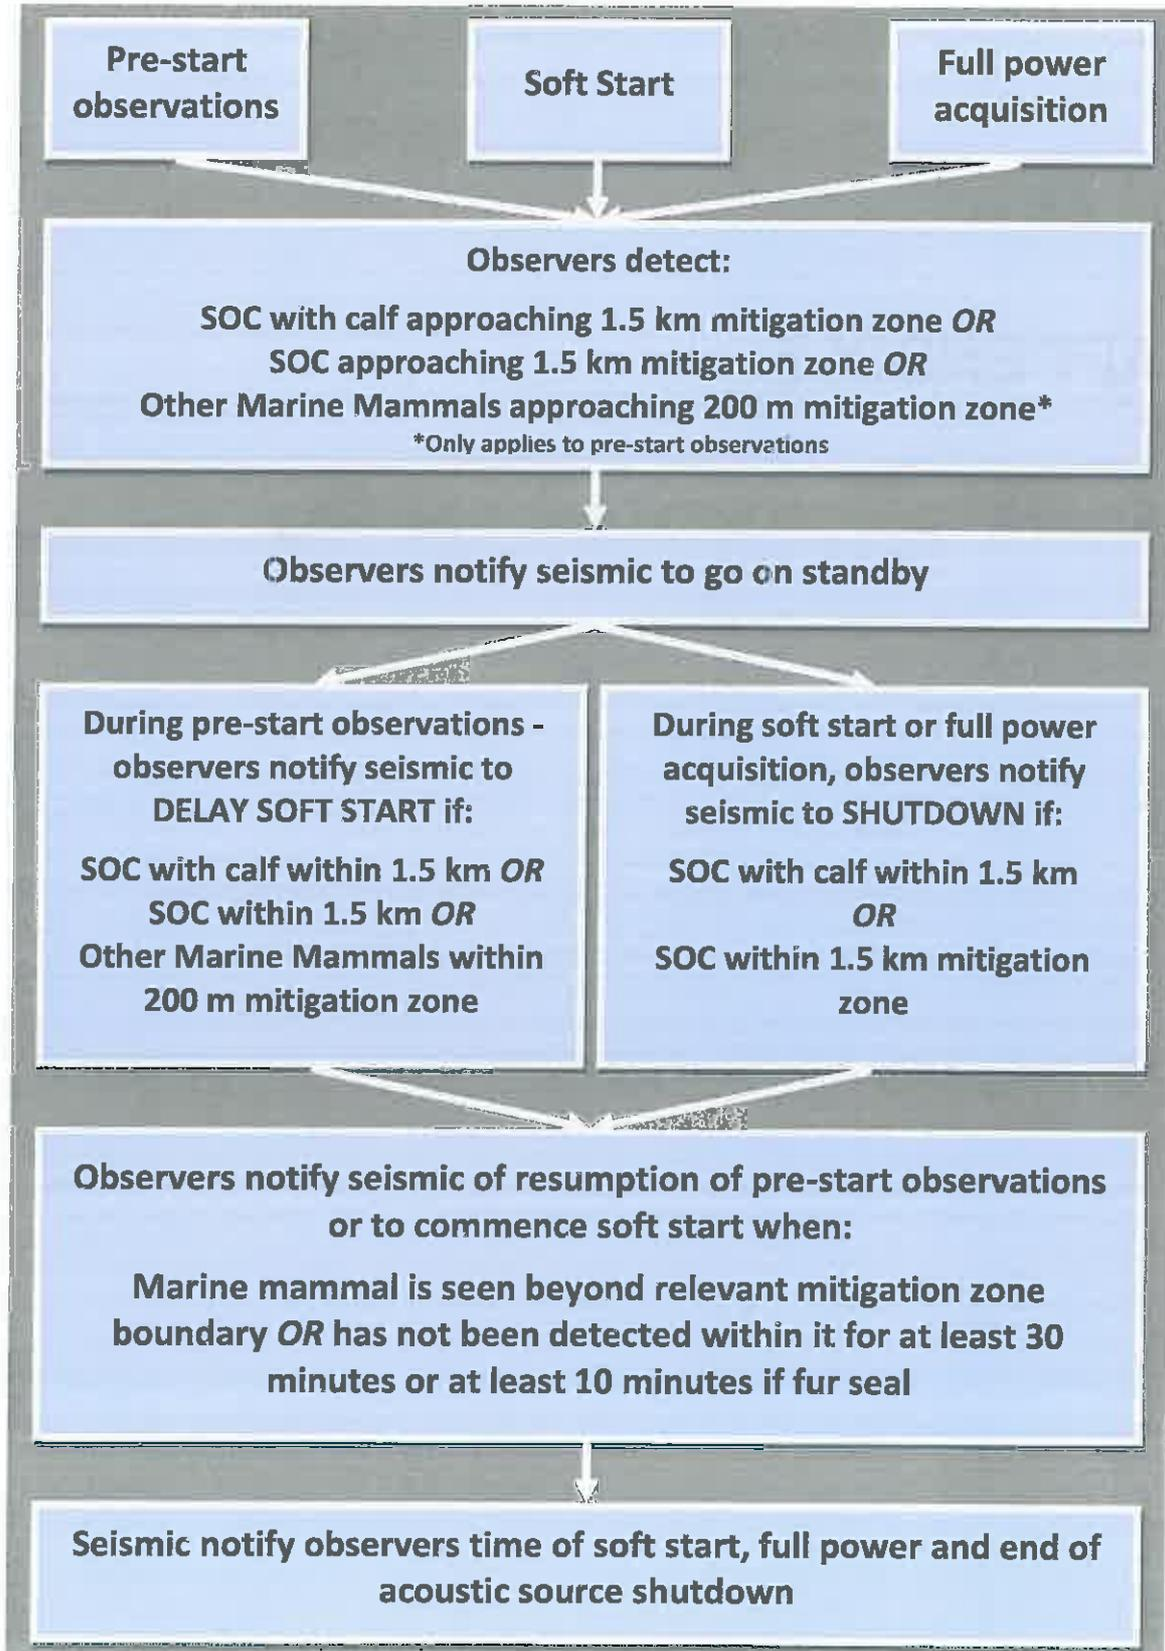 Pre-start
observations
Soft Start
Full power
acquisition
Observers detect:
SOC with calf approaching 1.5 km mitigation zone OR
SOC approaching 1.5 km mitigation zone OR
Other Marine Mammals approaching 200 m mitigation zone*
*Only applies to pre-start observations
Observers notify seismic to go on standby
During pre-start observations -
observers notify seismic to
DELAY SOFT START if:
SOC with calf within 1.5 km OR
SOC within 1.5 km OR
Other Marine Mammals within
200 m mitigation zone
During soft start or full power
acquisition, observers notify
seismic to SHUTDOWN if:
SOC with calf within 1.5 km
OR
SOC within 1.5 km mitigation
zone
Observers notify seismic of resumption of pre-start observations
or to commence soft start when:
Marine mammal is seen beyond relevant mitigation zone
boundary OR has not been detected within it for at least 30
minutes or at least 10 minutes if fur seal
Seismic notify observers time of soft start, full power and end of
acoustic source shutdown